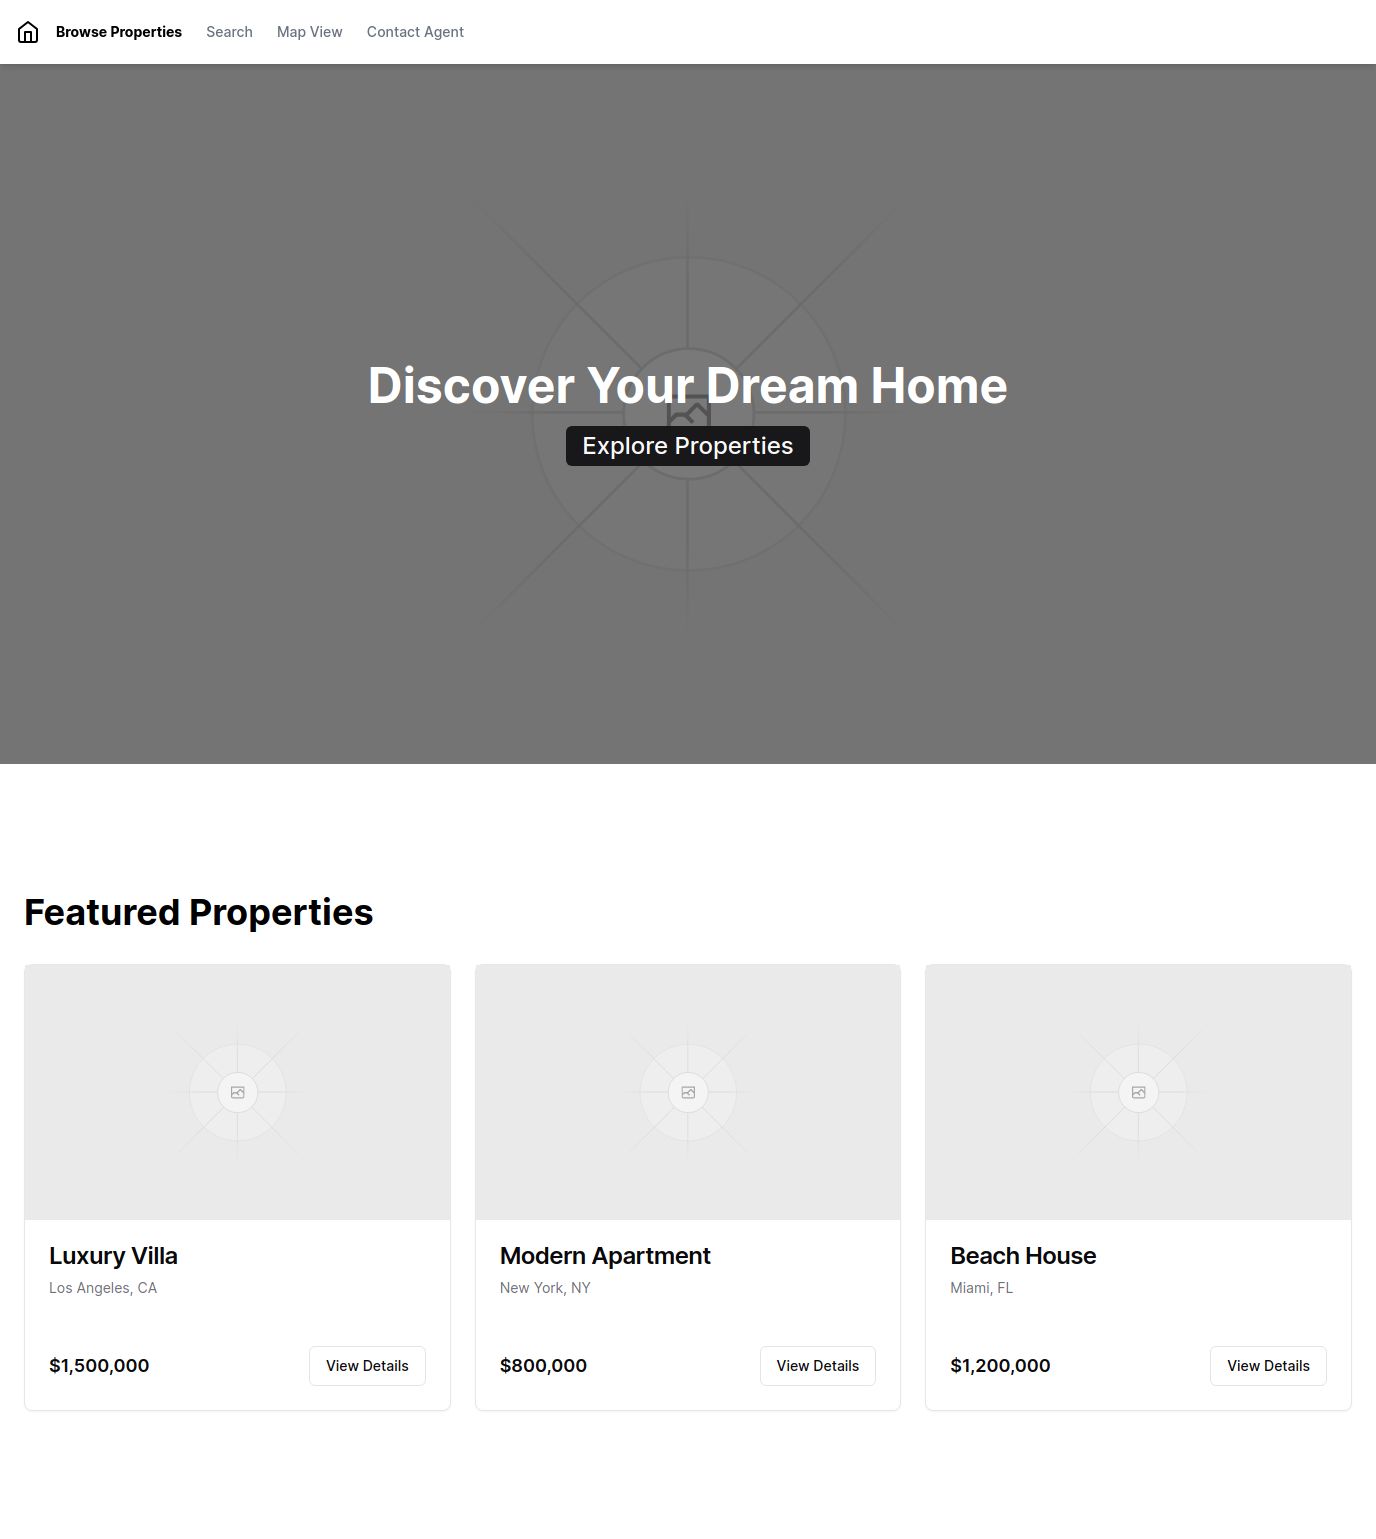 Browse Properties Search Map View Contact Agent
Discover Your Dream Home
Explore Properties
Featured Properties
Luxury Villa
Los Angeles, CA
$1,500,000 View Details
Modern Apartment
New York, NY
$800,000 View Details
Beach House
Miami, FL
$1,200,000 View Details